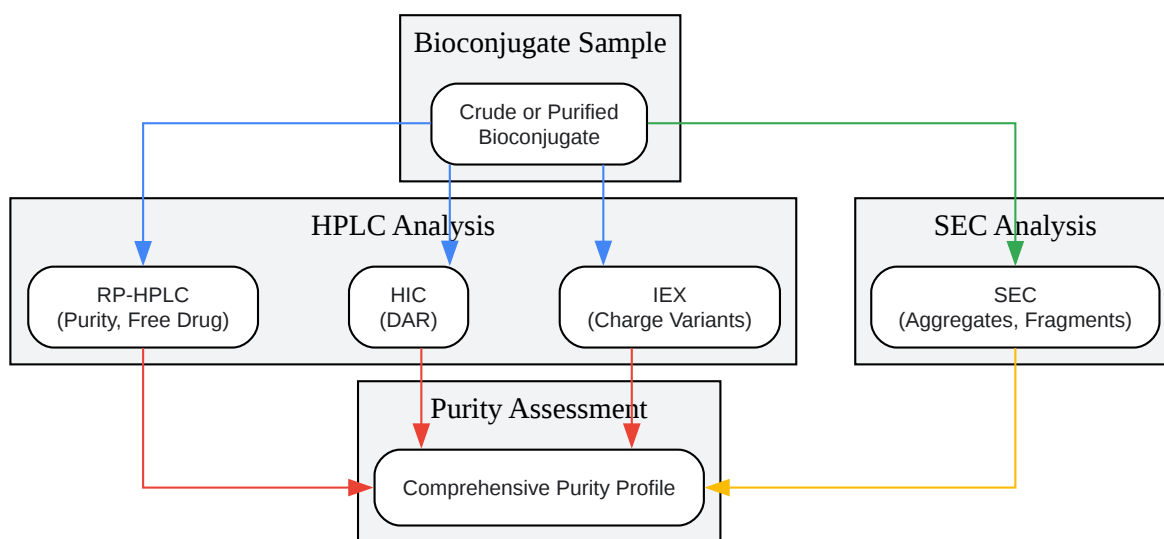 Bioconjugate Sample
Crude or Purified
Bioconjugate
HPLC Analysis
SEC Analysis
RP-HPLC
(Purity, Free Drug)
HIC
(DAR)
IEX
(Charge Variants)
SEC
(Aggregates, Fragments)
Purity Assessment
Comprehensive Purity Profile